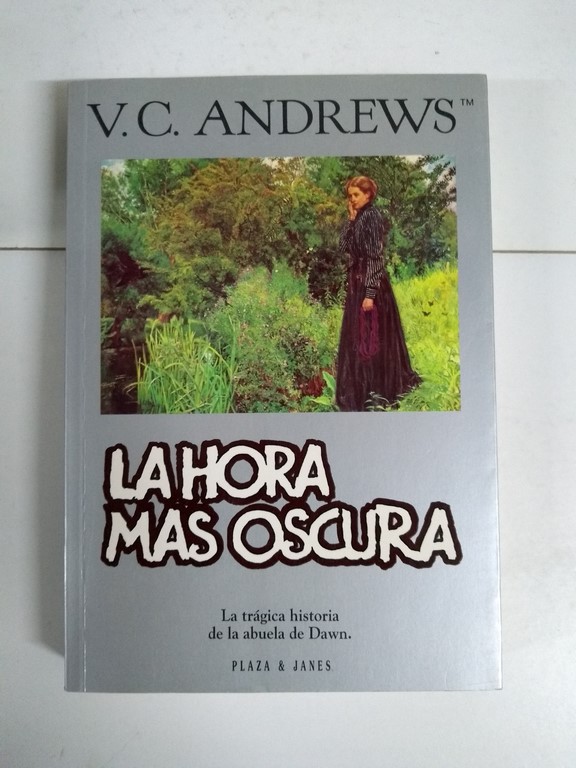 V.C. ANDREWS™
LA HORA
MAS OSCURA
La trágica historia
de la abuela de Dawn.
PLAZA & JANES